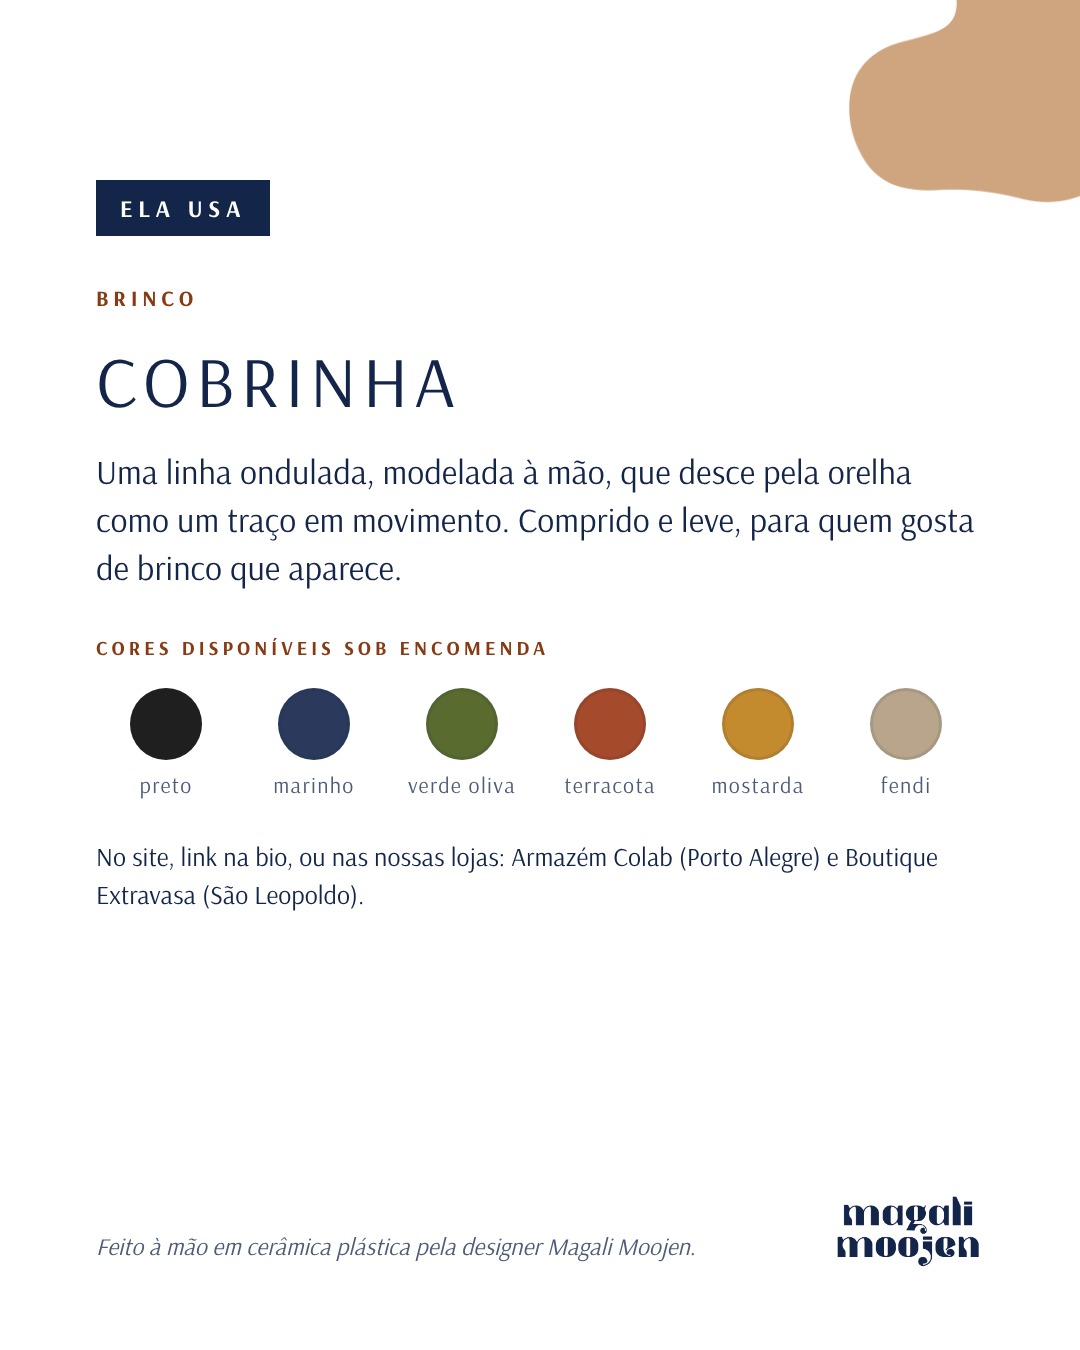 ELA USA
BRINCO
COBRINHA
Uma linha ondulada, modelada à mão, que desce pela orelha
como um traço em movimento. Comprido e leve, para quem gosta
de brinco que aparece.
CORES DISPONÍVEIS SOB ENCOMENDA
preto marinho verde oliva terracota mostarda fendi
No site, link na bio, ou nas nossas lojas: Armazém Colab (Porto Alegre) e Boutique
Extravasa (São Leopoldo).
Feito à mão em cerâmica plástica pela designer Magali Moojen.
magali
moojen